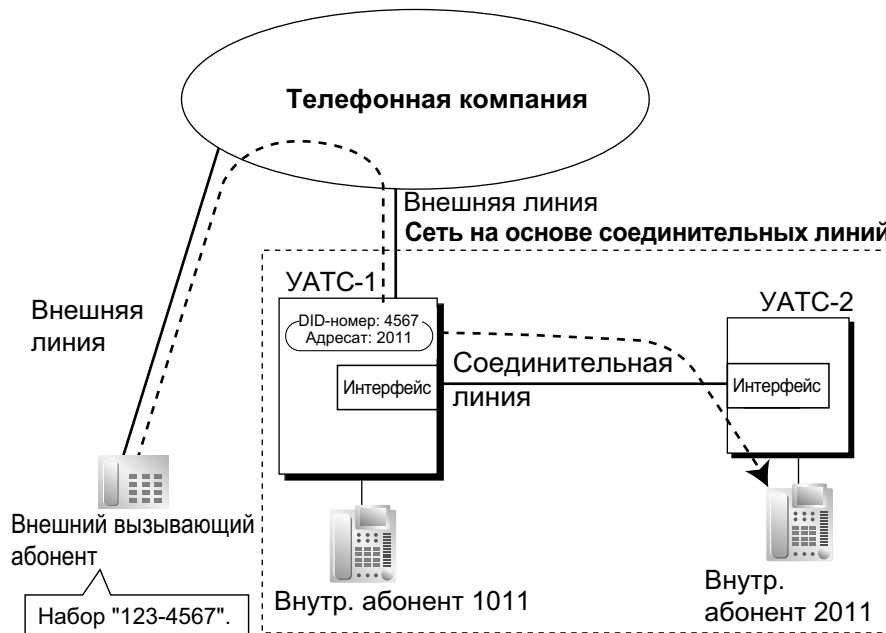 Телефонная компания
Внешняя линия
Сеть на основе соединительных линий
УАТС-1
УАТС-2
DID-номер: 4567
Адресат: 2011
Внешняя
линия
Соединительная
линия
Интерфейс
Интерфейс
Внешний вызывающий
абонент
Набор "123-4567".
Внутр. абонент 1011
Внутр.
абонент 2011